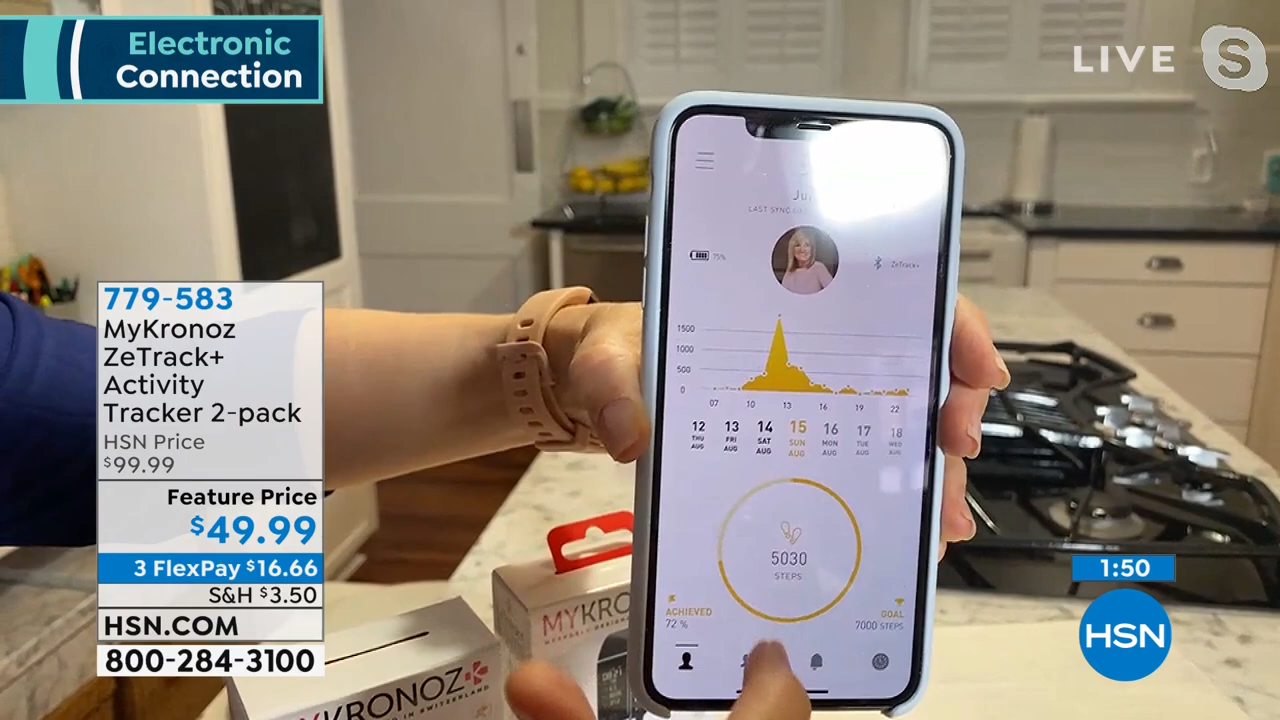 Electronic
Connection
LIVE
S
779-583
MyKronoz
ZeTrack+
Activity
Tracker 2-pack
HSN Price
$99.99
Feature Price
$49.99
3 FlexPay $16.66
S&H $3.50
HSN.COM
800-284-3100
LAST SYNC
75%
ZeTrack+
1500
1000
500
0
07 10 13 16 19 22
12 13 14 15 16 17 18
THU FRI SAT SUN MON TUE WED
AUG AUG AUG AUG AUG AUG AUG
5030
STEPS
ACHIEVED
72 %
GOAL
7000 STEPS
MYKRO
KRONOZ
IN SWITZERLAND
1:50
HSN